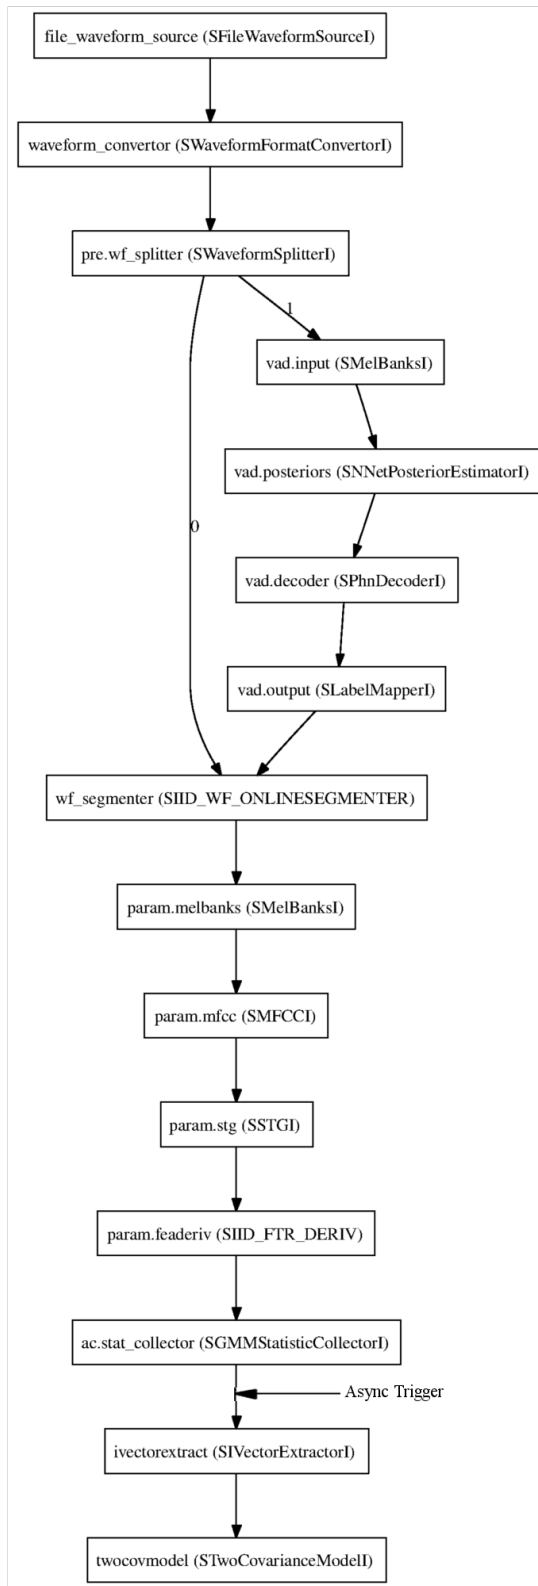 file_waveform_source (SFileWaveformSourceI)
waveform_convertor (SWaveformFormatConvertorI)
pre.wf_splitter (SWaveformSplitterI)
1
vad.input (SMelBanksI)
vad.posteriors (SNNetPosteriorEstimatorI)
0
vad.decoder (SPhnDecoderI)
vad.output (SLabelMapperI)
wf_segmenter (SIID_WF_ONLINESEGMENTER)
param.melbanks (SMelBanksI)
param.mfcc (SMFCCI)
param.stg (SSTGI)
param.feaderiv (SIID_FTR_DERIV)
ac.stat_collector (SGMMStatisticCollectorI)
Async Trigger
ivectorextract (SIVectorExtractorI)
twocovmodel (STwoCovarianceModelI)